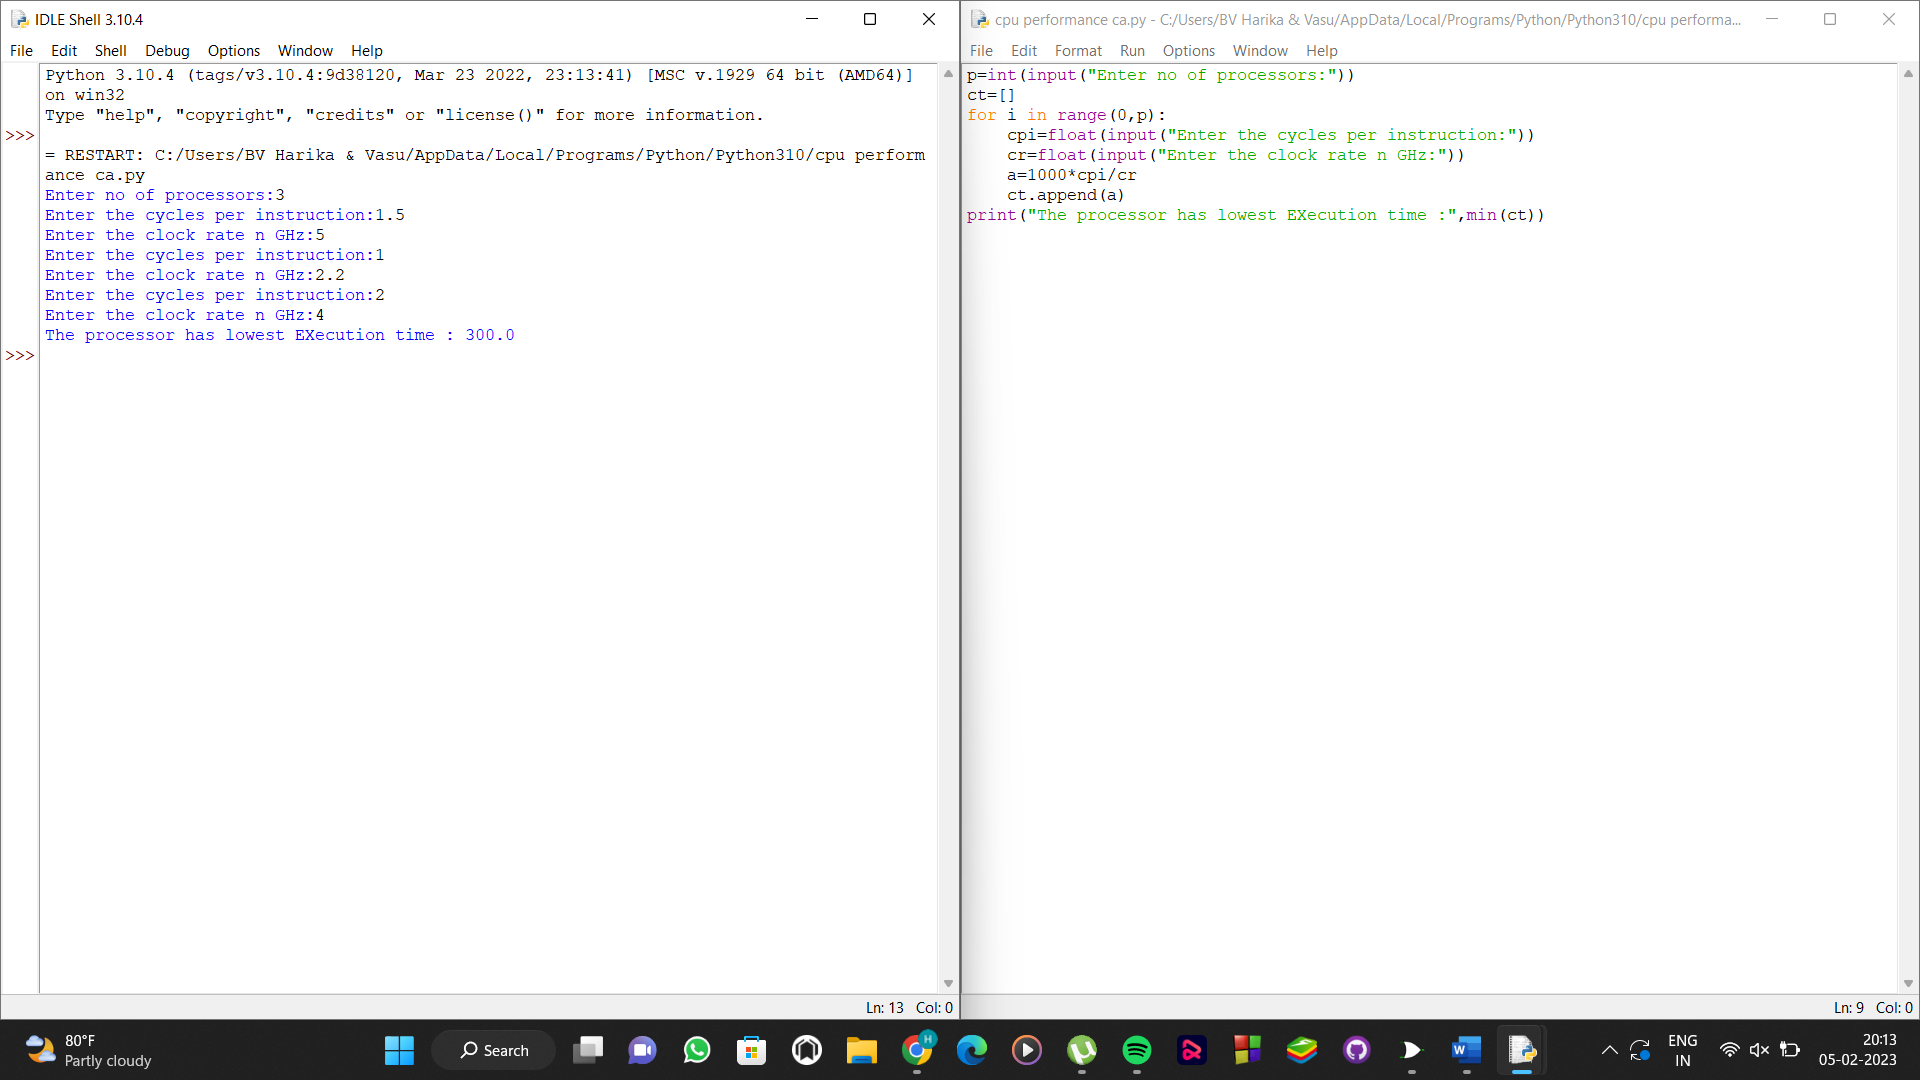 IDLE Shell 3.10.4
File Edit Shell Debug Options Window Help
Python 3.10.4 (tags/v3.10.4:9d38120, Mar 23 2022, 23:13:41) [MSC v.1929 64 bit (AMD64)]
on win32
Type "help", "copyright", "credits" or "license()" for more information.
>>>
= RESTART: C:/Users/BV Harika & Vasu/AppData/Local/Programs/Python/Python310/cpu perform
ance ca.py
Enter no of processors:3
Enter the cycles per instruction:1.5
Enter the clock rate n GHz:5
Enter the cycles per instruction:1
Enter the clock rate n GHz:2.2
Enter the cycles per instruction:2
Enter the clock rate n GHz:4
The processor has lowest EXecution time : 300.0
>>>
Ln: 13 Col: 0
cpu performance ca.py - C:/Users/BV Harika & Vasu/AppData/Local/Programs/Python/Python310/cpu performa...
File Edit Format Run Options Window Help
p=int(input("Enter no of processors:"))
ct=[]
for i in range(0,p):
    cpi=float(input("Enter the cycles per instruction:"))
    cr=float(input("Enter the clock rate n GHz:"))
    a=1000*cpi/cr
    ct.append(a)
print("The processor has lowest EXecution time :",min(ct))
Ln: 9 Col: 0
80°F
Partly cloudy
Search
H
W
ENG
IN
20:13
05-02-2023